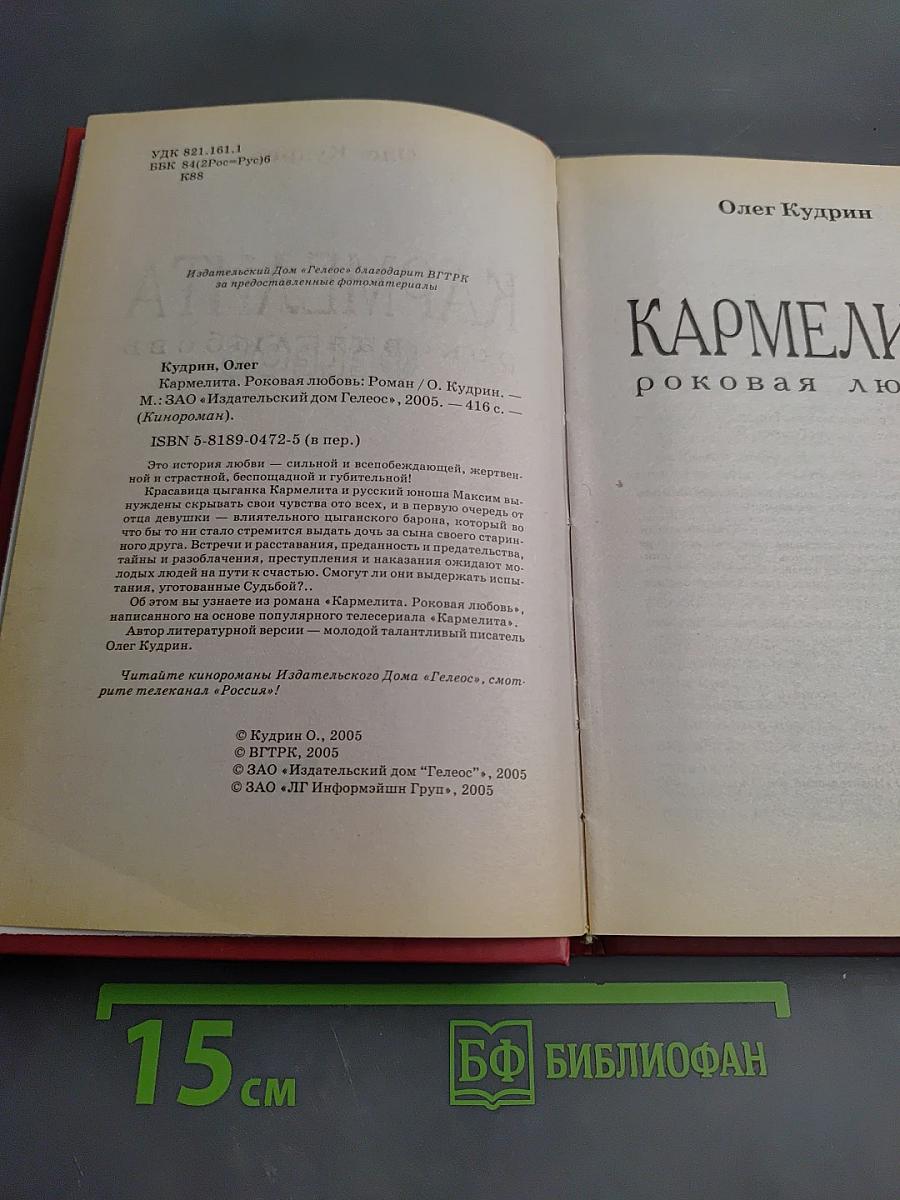 УДК 821.161.1
ББК 84(2Рос=Рус)6
К88
Издательский Дом «Гелеос» благодарит ВГТРК
за предоставленные фотоматериалы
Кудрин, Олег
Кармелита. Роковая любовь: Роман / О. Кудрин. —
М.: ЗАО «Издательский дом Гелеос», 2005. — 416 с. —
(Кинороман).
ISBN 5-8189-0472-5 (в пер.)
Это история любви — сильной и всепобеждающей, жертвен-
ной и страстной, беспощадной и губительной!
Красавица цыганка Кармелита и русский юноша Максим вы-
нуждены скрывать свои чувства ото всех, и в первую очередь от
отца девушки — влиятельного цыганского барона, который во
что бы то ни стало стремится выдать дочь за сына своего старин-
ного друга. Встречи и расставания, преданность и предательства,
тайны и разоблачения, преступления и наказания ожидают мо-
лодых людей на пути к счастью. Смогут ли они выдержать испы-
тания, уготованные Судьбой?..
Об этом вы узнаете из романа «Кармелита. Роковая любовь»,
написанного на основе популярного телесериала «Кармелита».
Автор литературной версии — молодой талантливый писатель
Олег Кудрин.
Читайте кинороманы Издательского Дома «Гелеос», смот-
рите телеканал «Россия»!
© Кудрин О., 2005
© ВГТРК, 2005
© ЗАО «Издательский дом "Гелеос"», 2005
© ЗАО «ЛГ Информэйшн Груп», 2005
Олег Кудрин
КАРМЕЛИ
роковая лю
15 см
БФ БИБЛИОФАН